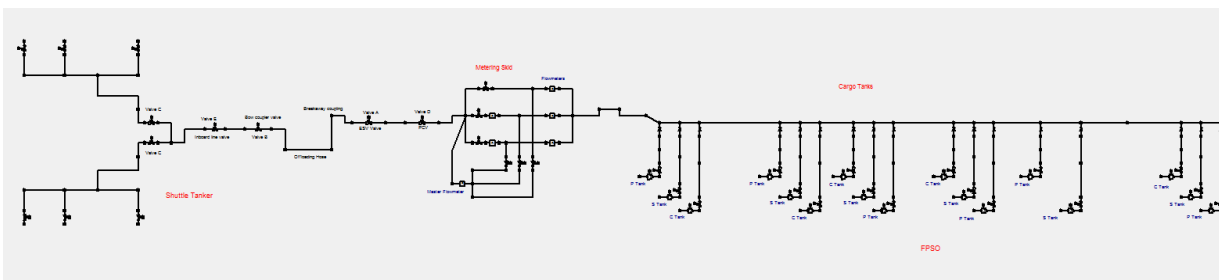 Metering Skid
Flowmeters
Cargo Tanks
Breakaway coupling
Valve C
Valve A
Valve D
Bow coupler valve
Inboard line valve
Valve B
ESV Valve
PCV
Valve C
Offloading Hose
Master Flowmeter
Shuttle Tanker
P Tank
P Tank
C Tank
C Tank
P Tank
C Tank
S Tank
S Tank
S Tank
S Tank
S Tank
C Tank
C Tank
P Tank
P Tank
S Tank
P Tank
FPSO